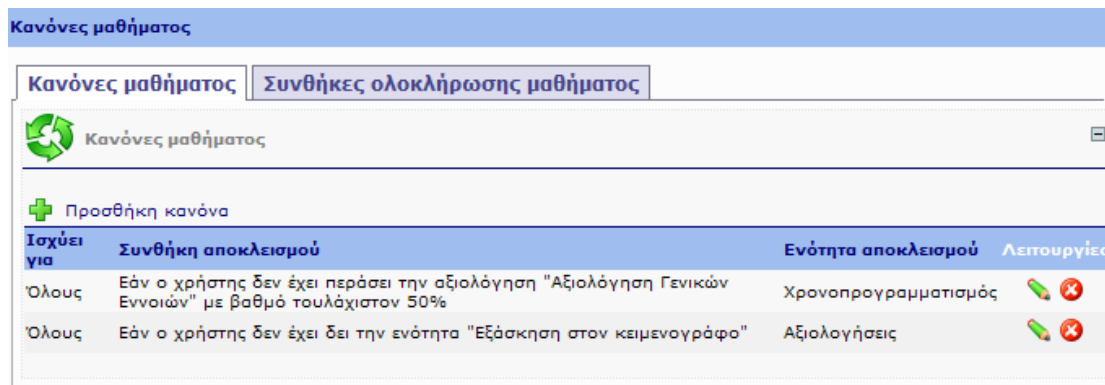 Κανόνες μαθήματος
Κανόνες μαθήματος Συνθήκες ολοκλήρωσης μαθήματος
Κανόνες μαθήματος
Προσθήκη κανόνα
Ισχύει για Συνθήκη αποκλεισμού Ενότητα αποκλεισμού Λειτουργίες
Όλους Εάν ο χρήστης δεν έχει περάσει την αξιολόγηση "Αξιολόγηση Γενικών
Εννοιών" με βαθμό τουλάχιστον 50% Χρονοπρογραμματισμός
Όλους Εάν ο χρήστης δεν έχει δει την ενότητα "Εξάσκηση στον κειμενογράφο" Αξιολογήσεις